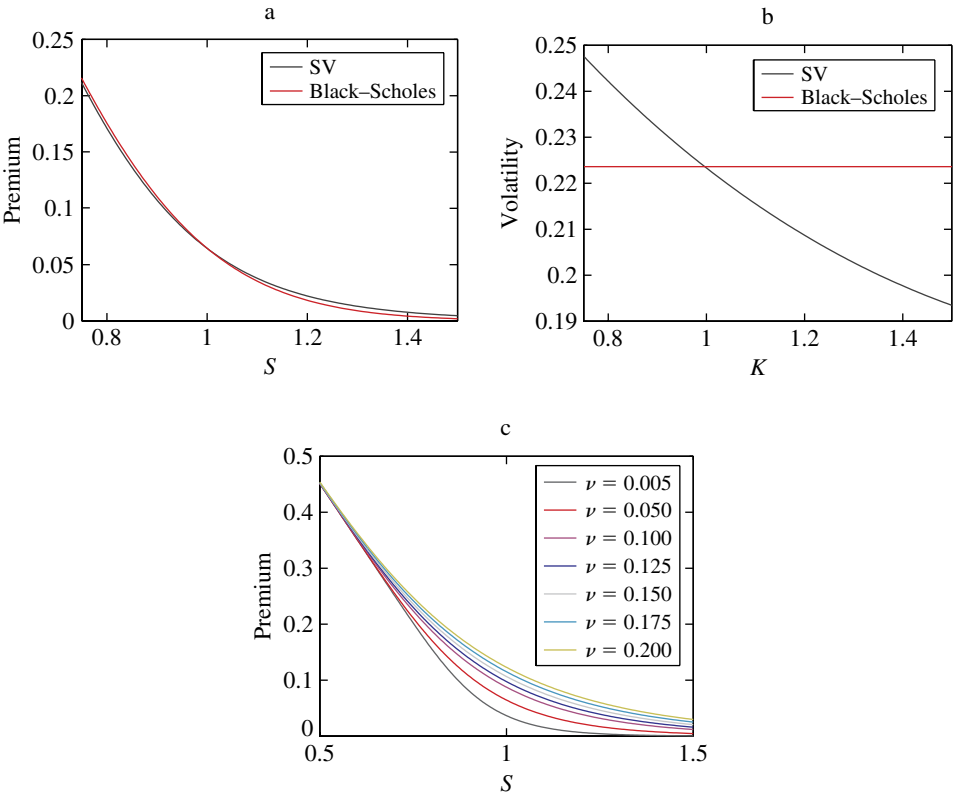 a
0.25
0.2
0.15
0.1
0.05
0
0.8
1
1.2
1.4
Premium
S
SV
Black–Scholes
b
0.25
0.24
0.23
0.22
0.21
0.2
0.19
0.8
1
1.2
1.4
Volatility
K
SV
Black–Scholes
c
0.5
0.4
0.3
0.2
0.1
0
0.5
1
1.5
Premium
S
ν = 0.005
ν = 0.050
ν = 0.100
ν = 0.125
ν = 0.150
ν = 0.175
ν = 0.200